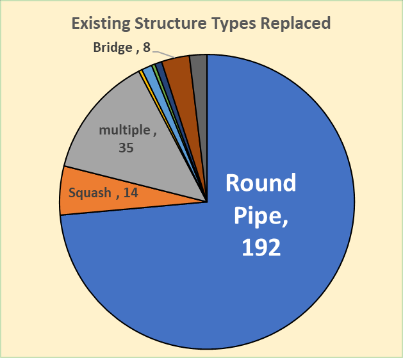 Existing Structure Types Replaced
Bridge , 8
multiple ,
35
Squash , 14
Round
Pipe,
192